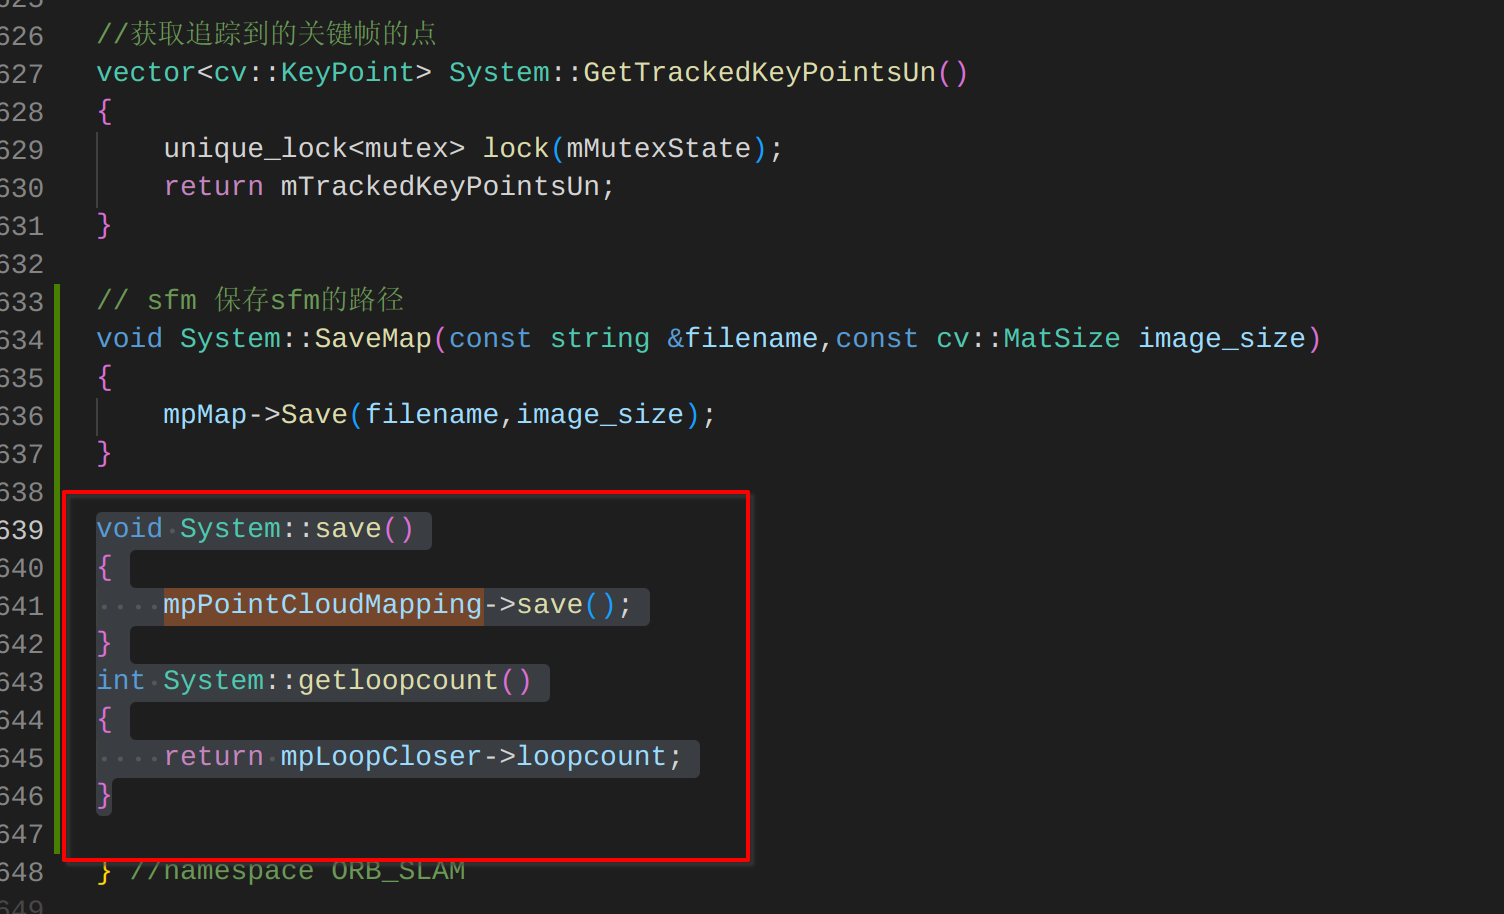 625
626 //获取追踪到的关键帧的点
627 vector<cv::KeyPoint> System::GetTrackedKeyPointsUn()
628 {
629     unique_lock<mutex> lock(mMutexState);
630     return mTrackedKeyPointsUn;
631 }
632
633 // sfm 保存sfm的路径
634 void System::SaveMap(const string &filename,const cv::MatSize image_size)
635 {
636     mpMap->Save(filename,image_size);
637 }
638
639 void System::save()
640 {
641     mpPointCloudMapping->save();
642 }
643 int System::getloopcount()
644 {
645     return mpLoopCloser->loopcount;
646 }
647
648 } //namespace ORB_SLAM
649